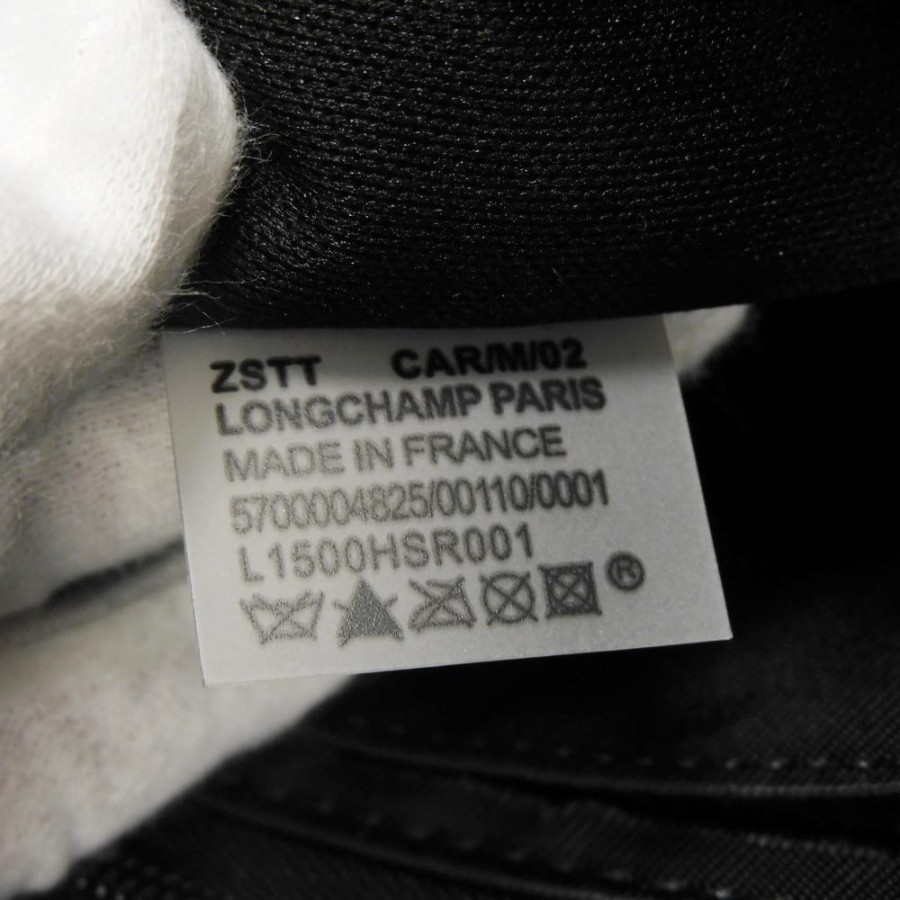 ZSTT CAR/M/02
LONGCHAMP PARIS
MADE IN FRANCE
5700004825/00110/0001
L1500HSR001
®